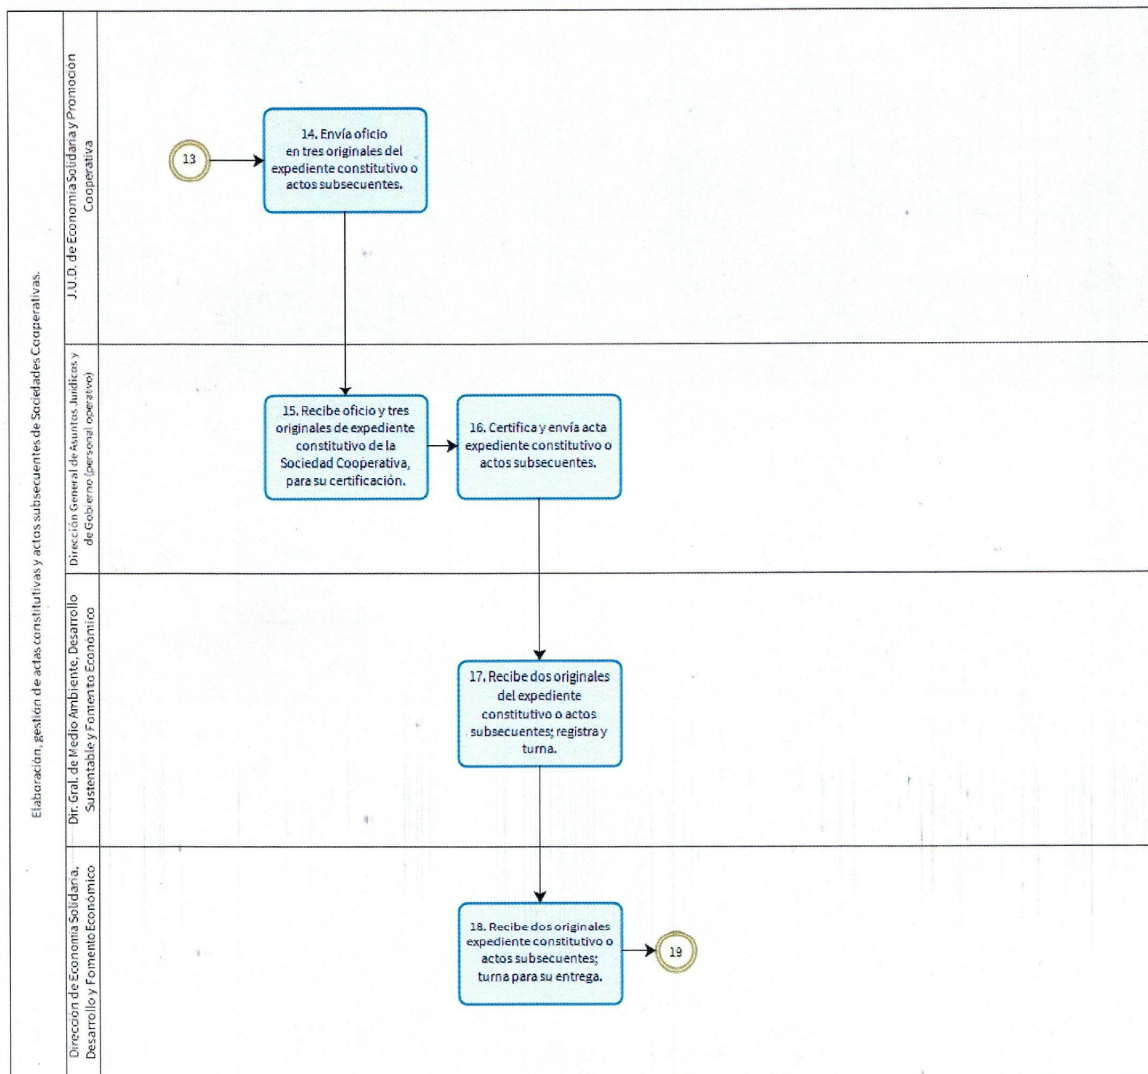 Elaboración, gestión de actas constitutivas y actos subsecuentes de Sociedades Cooperativas.
J.U.D. de Economía Solidaria y Promoción
Cooperativa
13
14. Envía oficio
en tres originales del
expediente constitutivo o
actos subsecuentes.
Dirección General de Asuntos Jurídicos y
de Gobierno (personal operativo)
15. Recibe oficio y tres
originales de expediente
constitutivo de la
Sociedad Cooperativa,
para su certificación.
16. Certifica y envía acta
expediente constitutivo o
actos subsecuentes.
Dir. Gral. de Medio Ambiente, Desarrollo
Sustentable y Fomento Económico
17. Recibe dos originales
del expediente
constitutivo o actos
subsecuentes; registra y
turna.
Dirección de Economía Solidaria,
Desarrollo y Fomento Económico
18. Recibe dos originales
expediente constitutivo o
actos subsecuentes;
turna para su entrega.
19